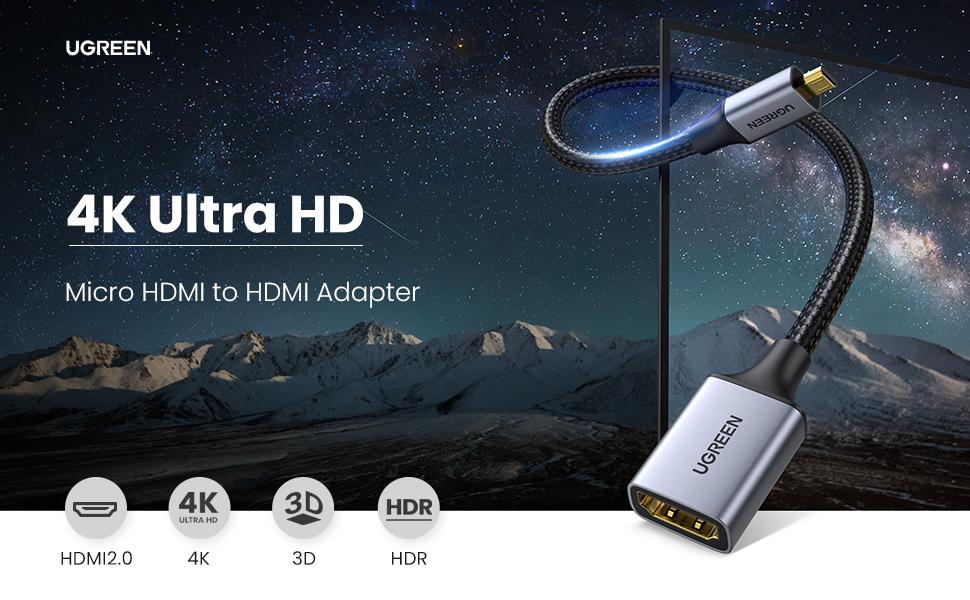 UGREEN
UGREEN
4K Ultra HD
Micro HDMI to HDMI Adapter
UGREEN
4K
ULTRA HD
3D
HDR
HDMI2.0
4K
3D
HDR